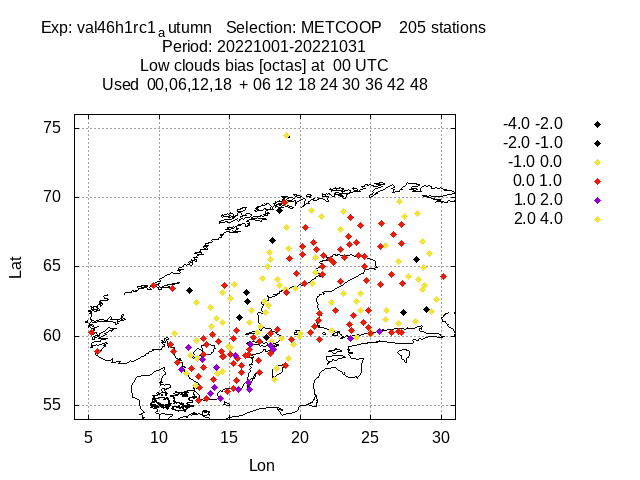 Exp: val46h1rc1autumn Selection: METCOOP 205 stations
Period: 20221001-20221031
Low clouds bias [octas] at 00 UTC
Used 00,06,12,18 + 06 12 18 24 30 36 42 48
-4.0 -2.0
-2.0 -1.0
-1.0 0.0
0.0 1.0
1.0 2.0
2.0 4.0
75
70
65
60
55
Lat
5 10 15 20 25 30
Lon